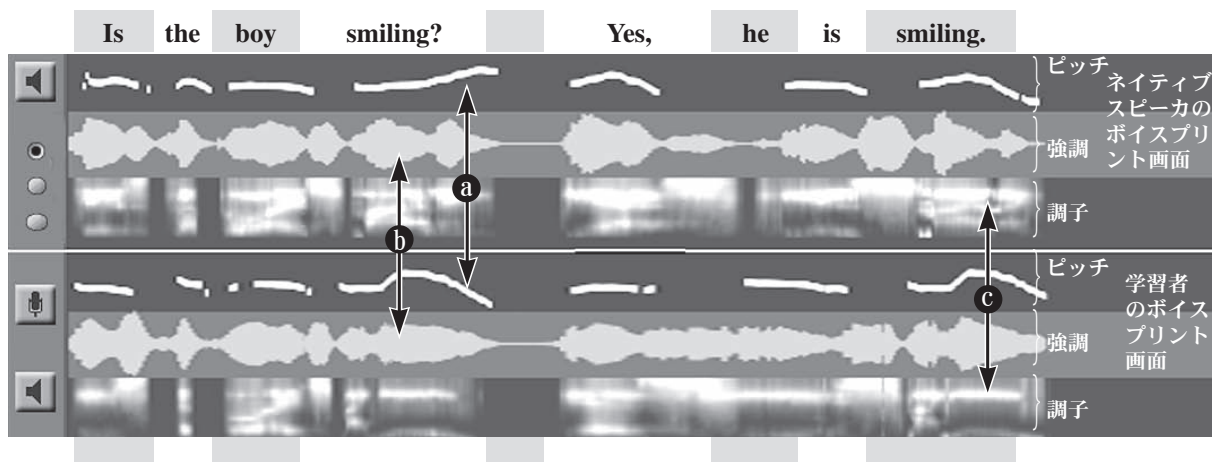 Is the boy smiling? Yes, he is smiling.
ピッチ
強調
調子
ネイティブ
スピーカの
ボイスプリ
ント画面
a
b
c
ピッチ
強調
調子
学習者
のボイス
プリント
画面